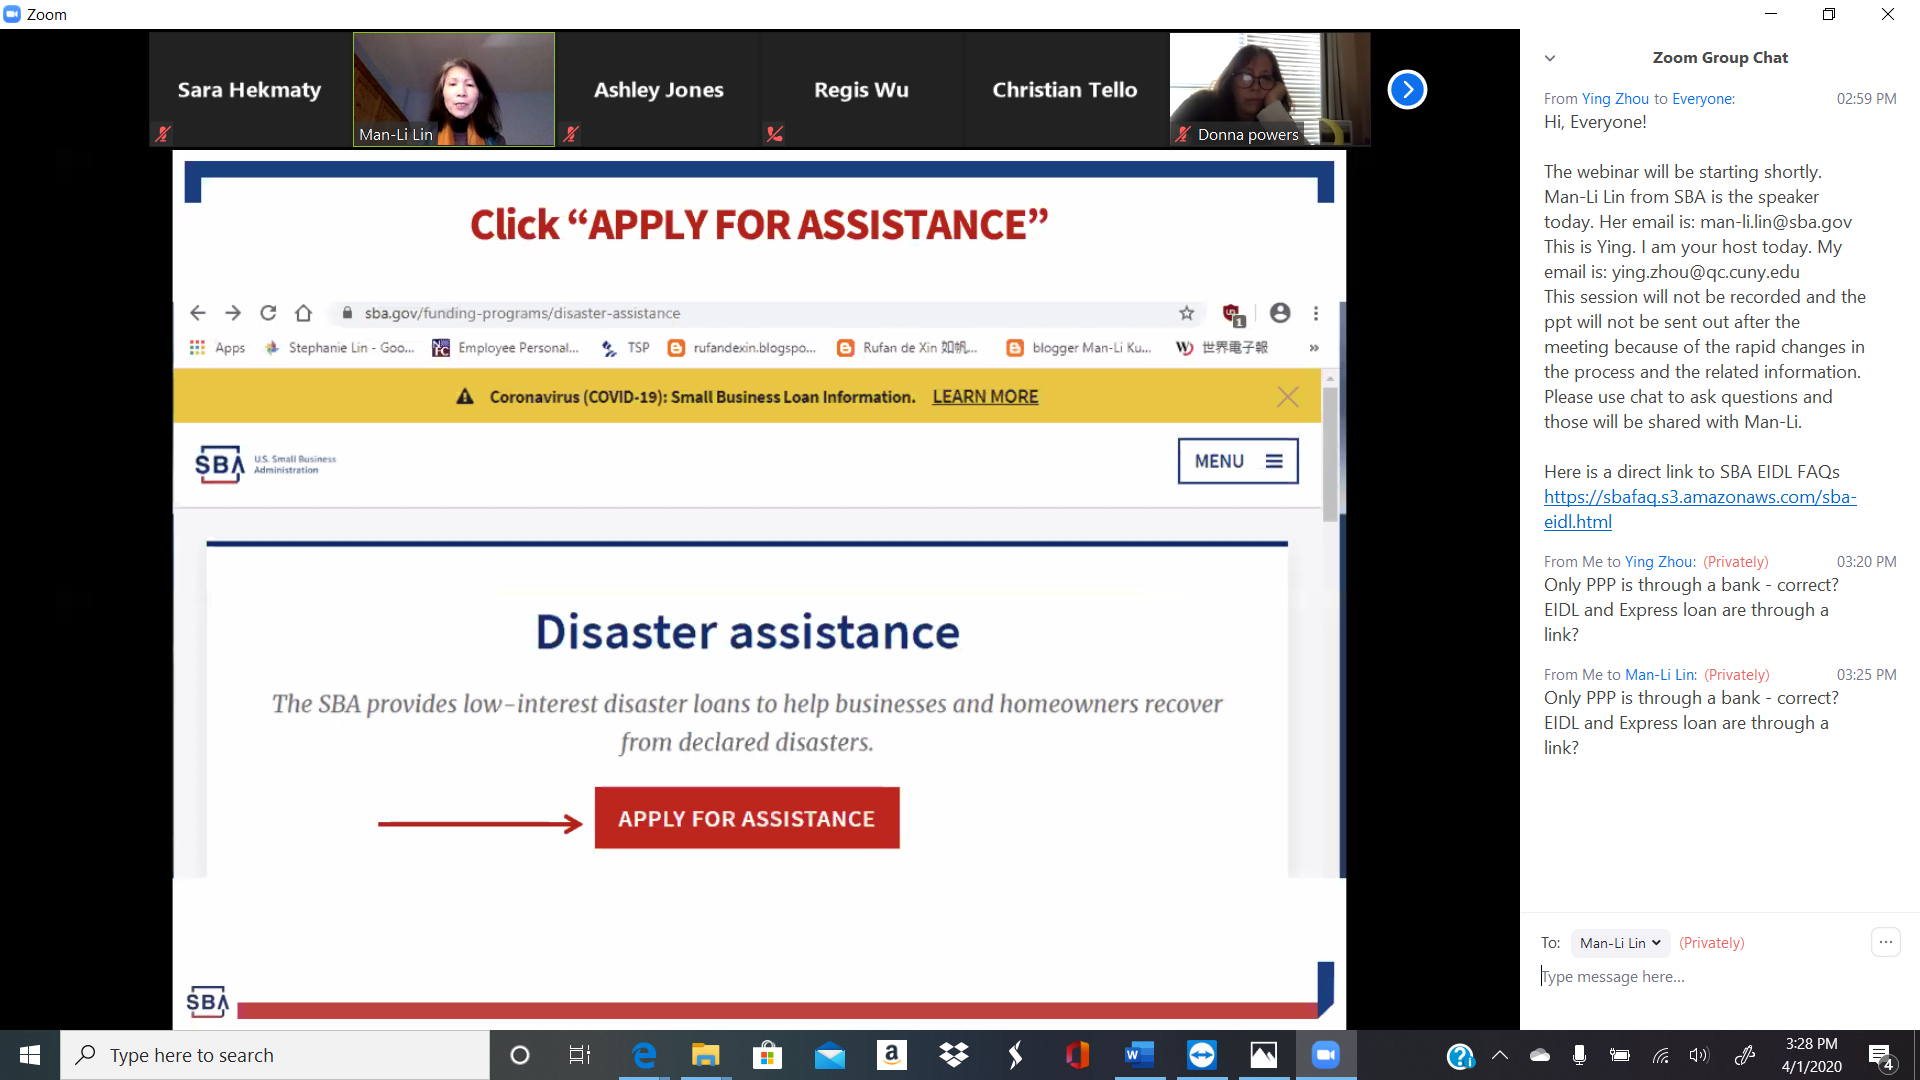 Zoom
Sara Hekmaty
Man-Li Lin
Ashley Jones
Regis Wu
Christian Tello
Donna powers
Click “APPLY FOR ASSISTANCE”
sba.gov/funding-programs/disaster-assistance
1
Apps
Stephanie Lin - Goo...
Employee Personal...
TSP
rufandexin.blogspo...
Rufan de Xin 如帆...
blogger Man-Li Ku...
世界電子報
»
Coronavirus (COVID-19): Small Business Loan Information. LEARN MORE
SBA
U.S. Small Business
Administration
MENU
Disaster assistance
The SBA provides low-interest disaster loans to help businesses and homeowners recover
from declared disasters.
APPLY FOR ASSISTANCE
SBA
Zoom Group Chat
From Ying Zhou to Everyone: 02:59 PM
Hi, Everyone!
The webinar will be starting shortly.
Man-Li Lin from SBA is the speaker
today. Her email is: man-li.lin@sba.gov
This is Ying. I am your host today. My
email is: ying.zhou@qc.cuny.edu
This session will not be recorded and the
ppt will not be sent out after the
meeting because of the rapid changes in
the process and the related information.
Please use chat to ask questions and
those will be shared with Man-Li.
Here is a direct link to SBA EIDL FAQs
https://sbafaq.s3.amazonaws.com/sba-
eidl.html
From Me to Ying Zhou: (Privately) 03:20 PM
Only PPP is through a bank - correct?
EIDL and Express loan are through a
link?
From Me to Man-Li Lin: (Privately) 03:25 PM
Only PPP is through a bank - correct?
EIDL and Express loan are through a
link?
To: Man-Li Lin (Privately)
Type message here...
Type here to search
3:28 PM
4/1/2020
4